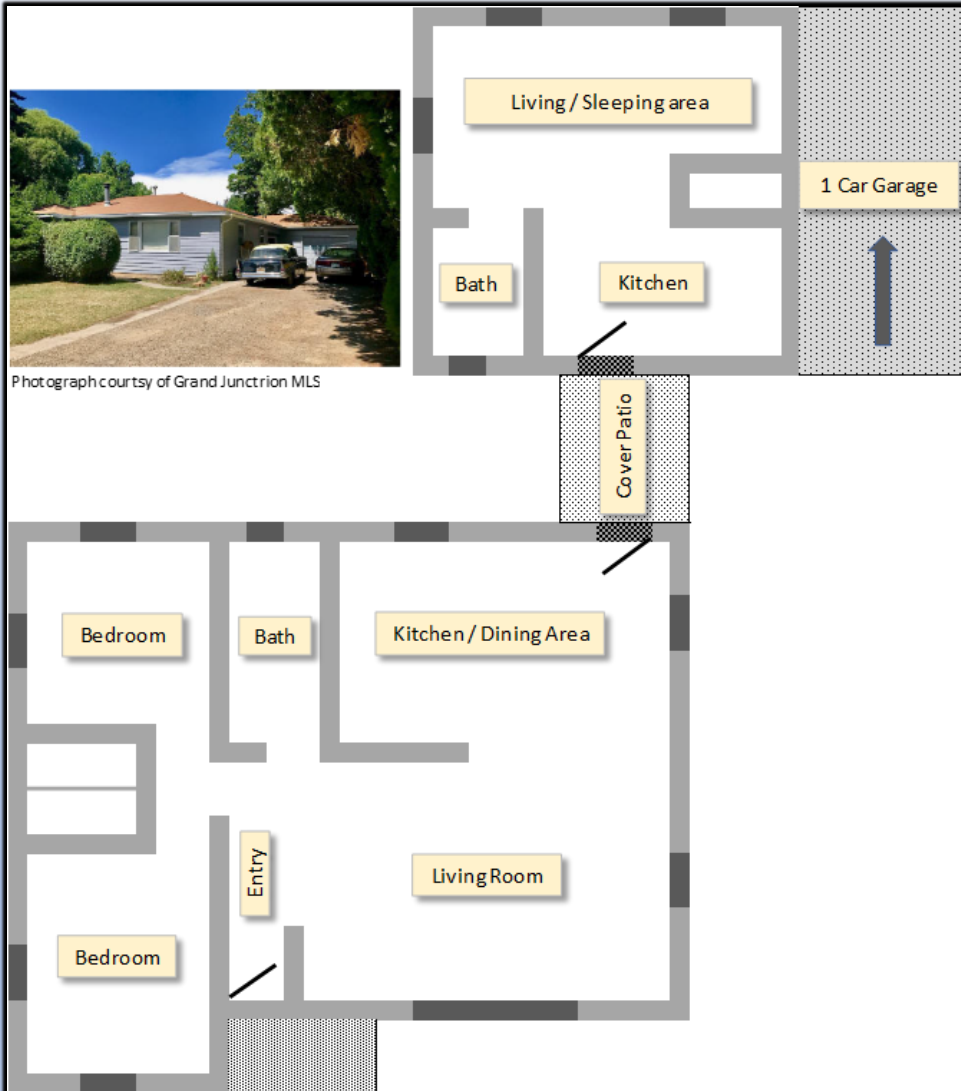 Living / Sleeping area
1 Car Garage
Bath
Kitchen
Photograph courtsy of Grand Junctrion MLS
Cover Patio
Bedroom
Bath
Kitchen / Dining Area
Entry
Living Room
Bedroom